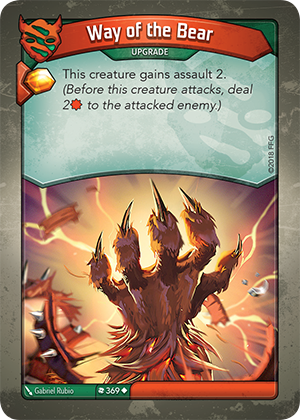 Way of the Bear
UPGRADE
This creature gains assault 2.
(Before this creature attacks, deal
2 to the attacked enemy.)
©2018 FFG
Gabriel Rubio
369